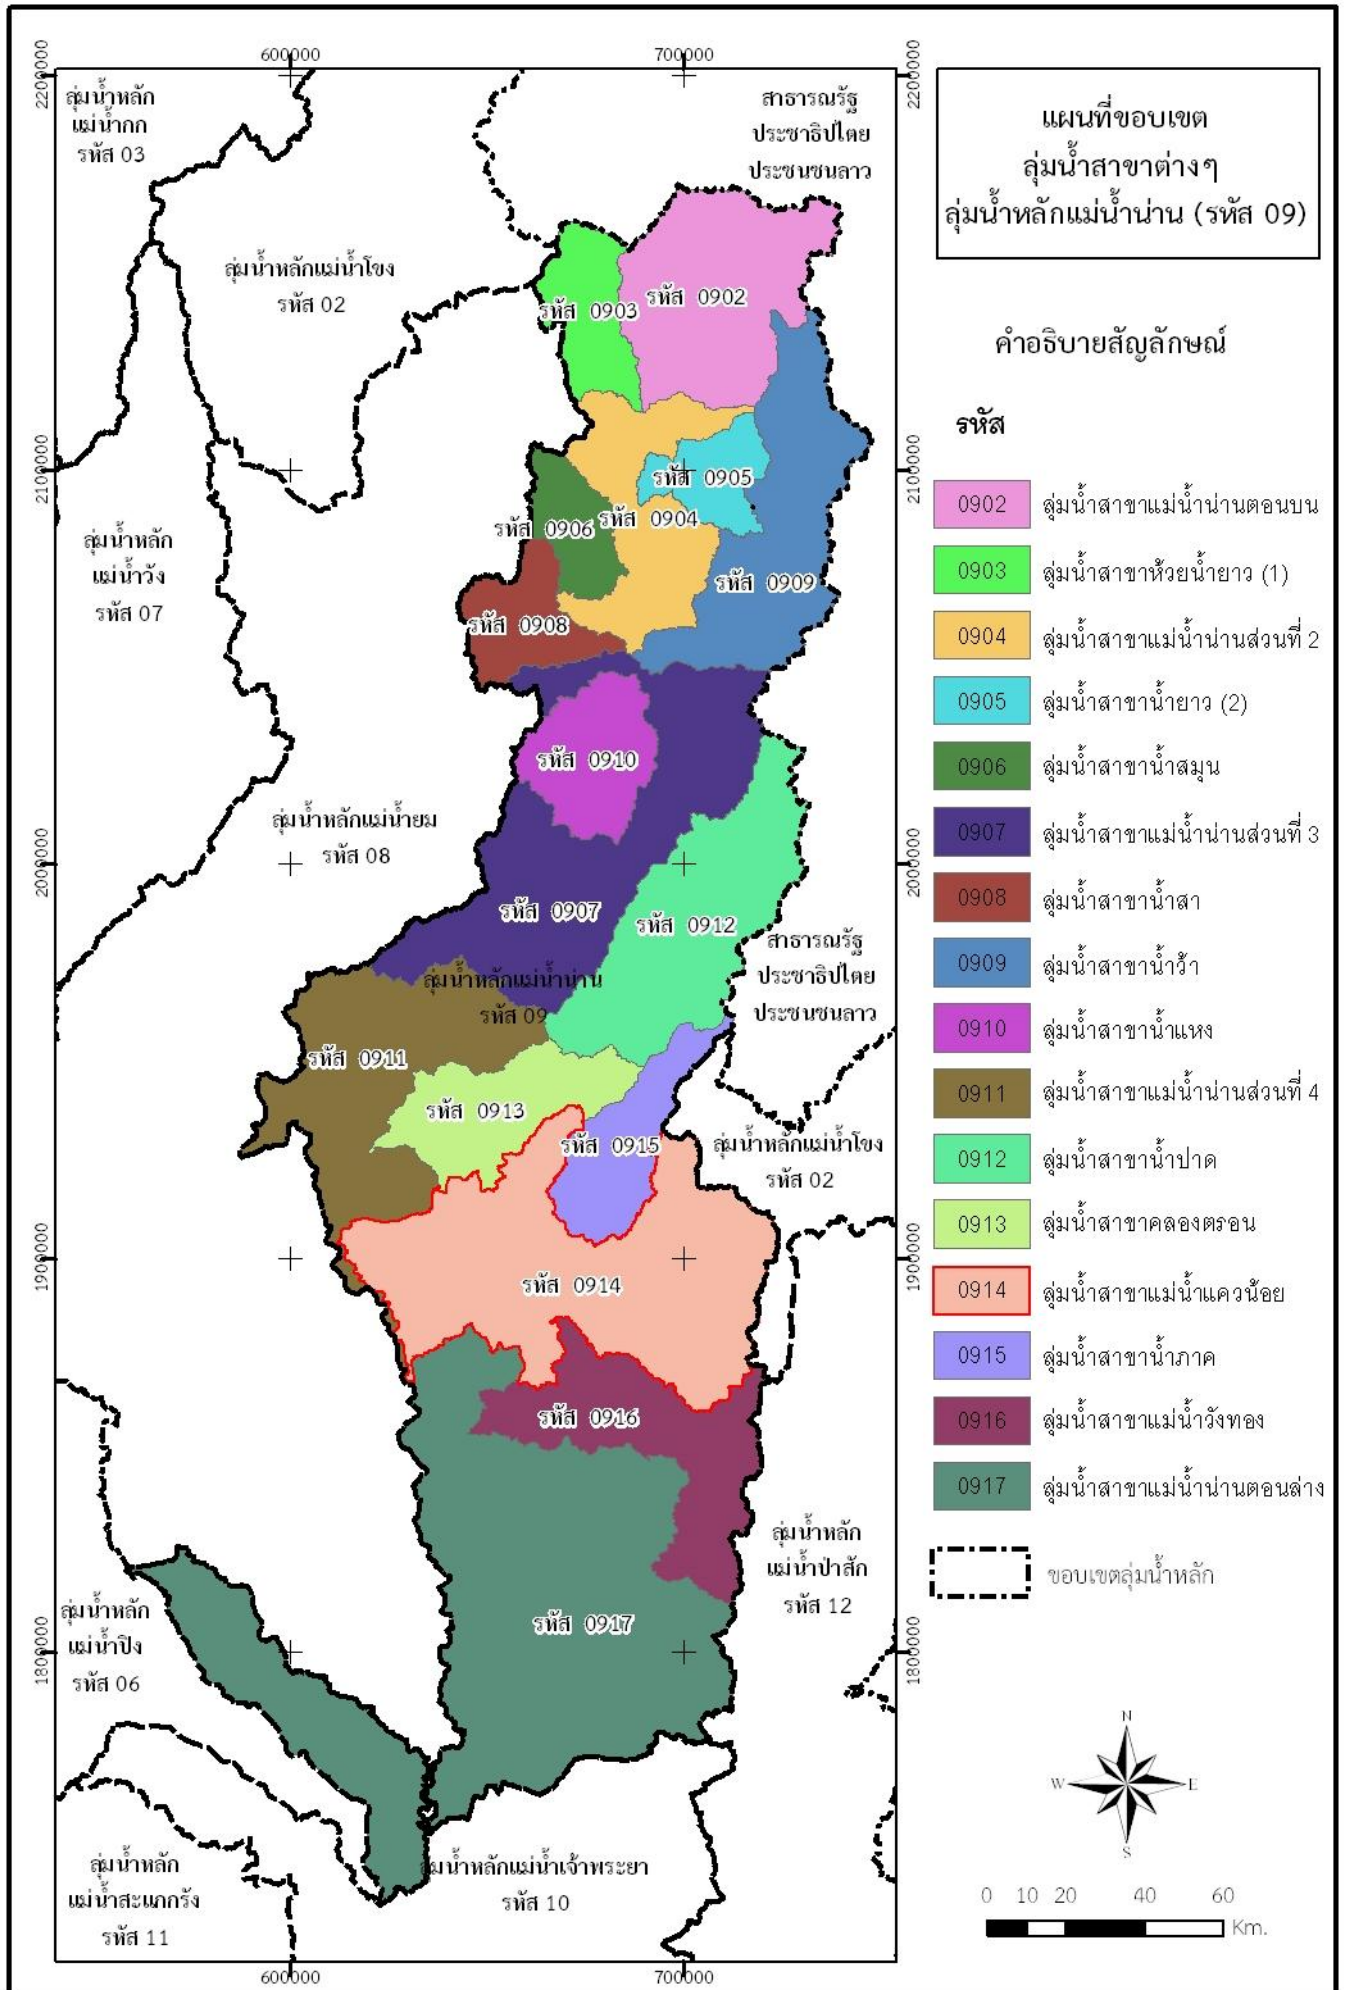 600000
700000
2200000
2200000
ลุ่มน้ำหลัก
แม่น้ำกก
รหัส 03
สาธารณรัฐ
ประชาธิปไตย
ประชนชนลาว
แผนที่ขอบเขต
ลุ่มน้ำสาขาต่างๆ
ลุ่มน้ำหลักแม่น้ำน่าน (รหัส 09)
ลุ่มน้ำหลักแม่น้ำโขง
รหัส 02
รหัส 0903
รหัส 0902
คำอธิบายสัญลักษณ์
รหัส
2100000
2100000
รหัส 0905
รหัส 0904
รหัส 0906
ลุ่มน้ำหลัก
แม่น้ำวัง
รหัส 07
รหัส 0909
รหัส 0908
0902 ลุ่มน้ำสาขาแม่น้ำน่านตอนบน
0903 ลุ่มน้ำสาขาห้วยน้ำยาว (1)
0904 ลุ่มน้ำสาขาแม่น้ำน่านส่วนที่ 2
0905 ลุ่มน้ำสาขาน้ำยาว (2)
0906 ลุ่มน้ำสาขาน้ำสมุน
0907 ลุ่มน้ำสาขาแม่น้ำน่านส่วนที่ 3
0908 ลุ่มน้ำสาขาน้ำสา
0909 ลุ่มน้ำสาขาน้ำว้า
0910 ลุ่มน้ำสาขาน้ำแหง
0911 ลุ่มน้ำสาขาแม่น้ำน่านส่วนที่ 4
0912 ลุ่มน้ำสาขาน้ำปาด
0913 ลุ่มน้ำสาขาคลองตรอน
0914 ลุ่มน้ำสาขาแม่น้ำแควน้อย
0915 ลุ่มน้ำสาขาน้ำภาค
0916 ลุ่มน้ำสาขาแม่น้ำวังทอง
0917 ลุ่มน้ำสาขาแม่น้ำน่านตอนล่าง
ขอบเขตลุ่มน้ำหลัก
รหัส 0910
ลุ่มน้ำหลักแม่น้ำยม
รหัส 08
2000000
2000000
รหัส 0907
รหัส 0912
สาธารณรัฐ
ประชาธิปไตย
ประชนชนลาว
ลุ่มน้ำหลักแม่น้ำน่าน
รหัส 09
รหัส 0911
รหัส 0913
รหัส 0915
ลุ่มน้ำหลักแม่น้ำโขง
รหัส 02
1900000
1900000
รหัส 0914
รหัส 0916
ลุ่มน้ำหลัก
แม่น้ำป่าสัก
รหัส 12
ลุ่มน้ำหลัก
แม่น้ำปิง
รหัส 06
รหัส 0917
1800000
1800000
N
W
E
S
ลุ่มน้ำหลัก
แม่น้ำสะแกกรัง
รหัส 11
ลุ่มน้ำหลักแม่น้ำเจ้าพระยา
รหัส 10
0 10 20 40 60
Km.
600000
700000